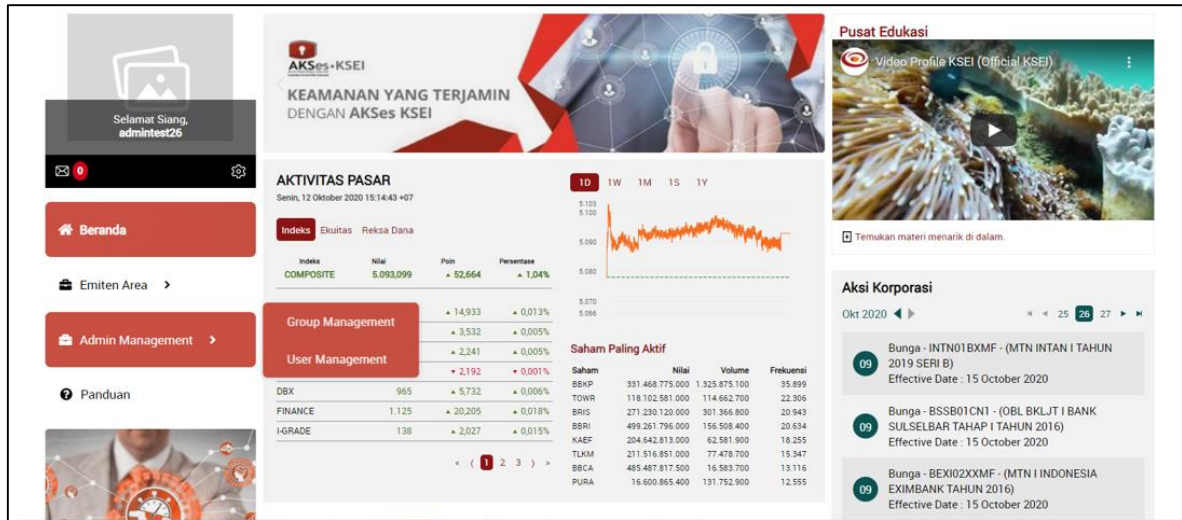 Selamat Siang,
admintest26
0
Beranda
Emiten Area >
Admin Management >
Group Management
User Management
Panduan
AKSes-KSEI
KEAMANAN YANG TERJAMIN
DENGAN AKSes KSEI
AKTIVITAS PASAR
Senin, 12 Oktober 2020 15:14:43 +07
Indeks Ekuitas Reksa Dana
Indeks Nilai Poin Persentase
COMPOSITE 5.093,099 ▲ 52,664 ▲ 1,04%
▲ 14,933 ▲ 0,013%
▲ 3,532 ▲ 0,005%
▲ 2,241 ▲ 0,005%
▼ 2,192 ▼ 0,001%
DBX 965 ▲ 5,732 ▲ 0,006%
FINANCE 1.125 ▲ 20,205 ▲ 0,018%
I-GRADE 138 ▲ 2,027 ▲ 0,015%
« ( 1 2 3 ) »
1D 1W 1M 1S 1Y
5.103
5.100
5.090
5.080
5.070
5.066
Saham Paling Aktif
Saham Nilai Volume Frekuensi
BBKP 331.468.775.000 1.325.875.100 35.899
TOWR 118.102.581.000 114.662.700 22.306
BRIS 271.230.120.000 301.366.800 20.943
BBRI 499.261.796.000 156.508.400 20.634
KAEF 204.642.813.000 62.581.900 18.255
TLKM 211.516.851.000 77.478.700 15.347
BBCA 485.487.817.500 16.583.700 13.116
PURA 16.600.865.400 131.752.900 12.555
Pusat Edukasi
Video Profile KSEI (Official KSEI)
Temukan materi menarik di dalam.
Aksi Korporasi
Okt 2020 ◀ ▶ 25 26 27
09
Bunga - INTN01BXMF - (MTN INTAN I TAHUN
2019 SERI B)
Effective Date : 15 October 2020
09
Bunga - BSSB01CN1 - (OBL BKLJT I BANK
SULSELBAR TAHAP I TAHUN 2016)
Effective Date : 15 October 2020
09
Bunga - BEXI02XXMF - (MTN I INDONESIA
EXIMBANK TAHUN 2016)
Effective Date : 15 October 2020